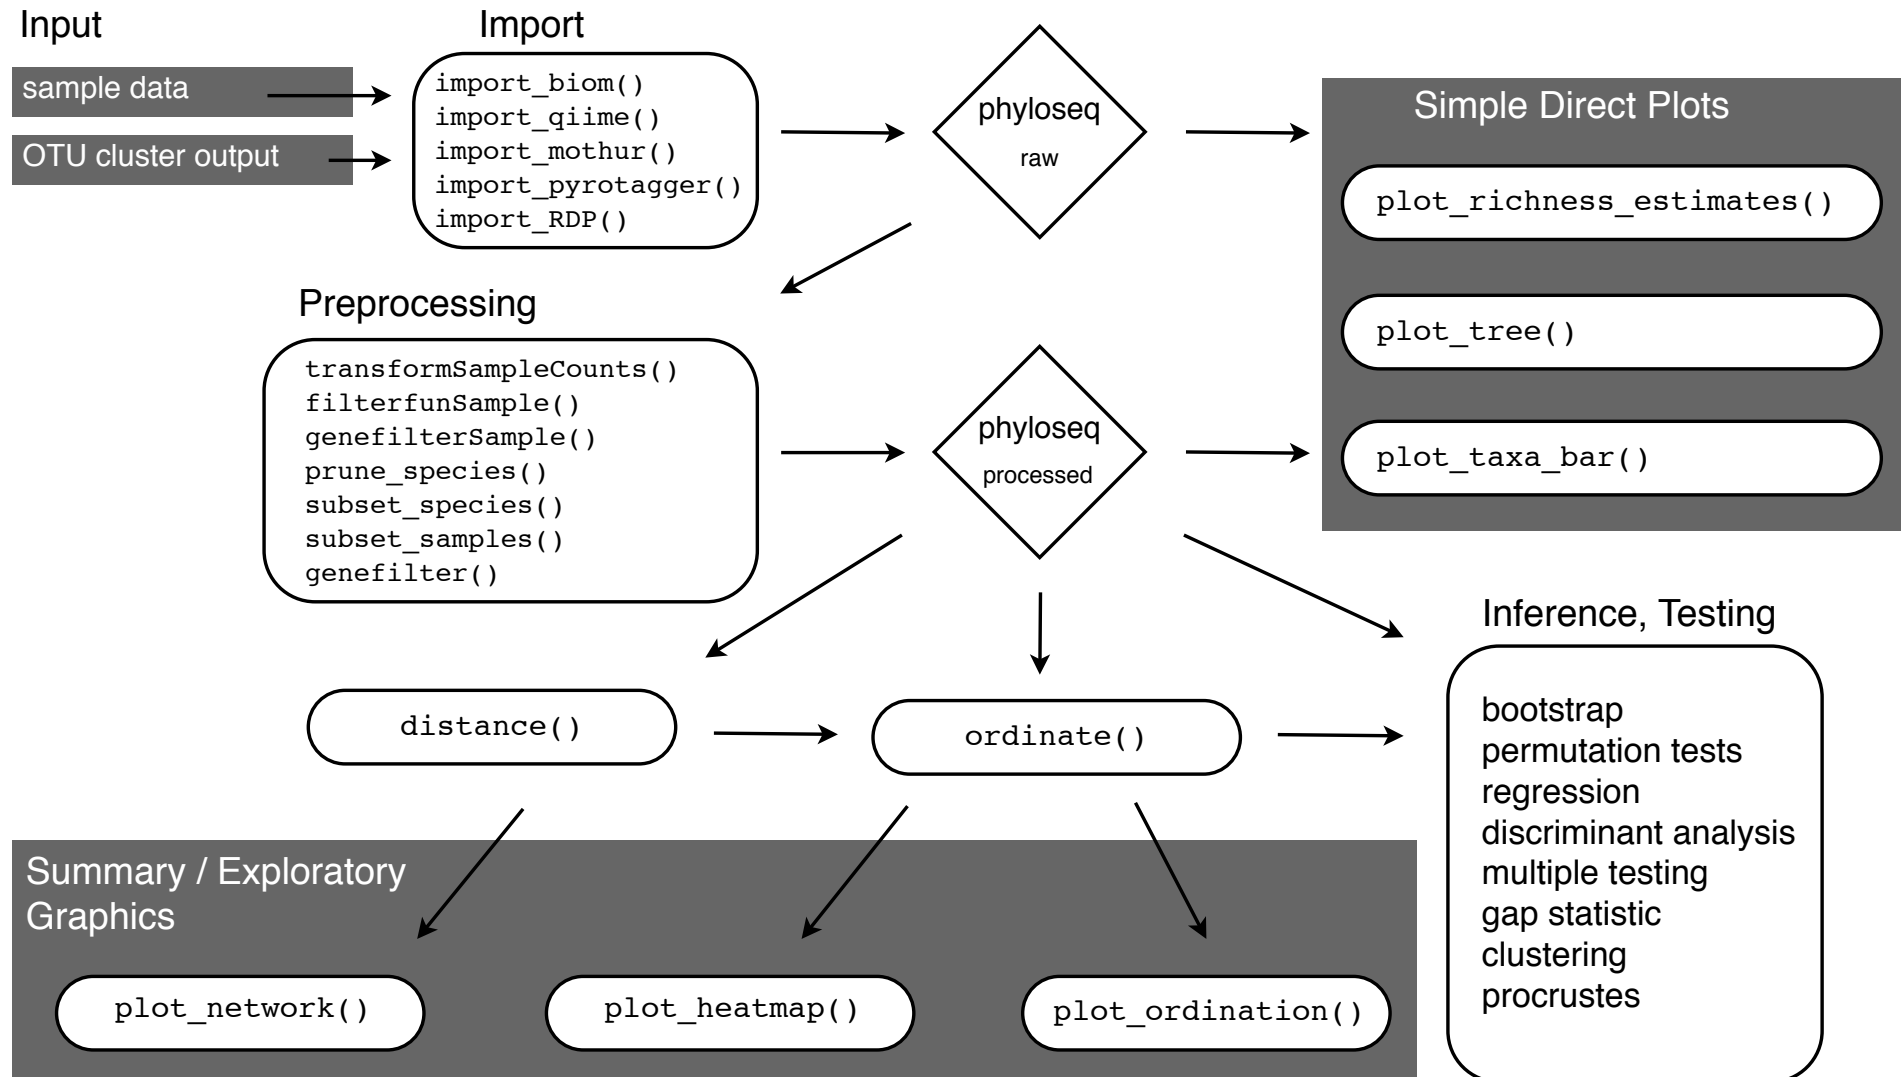 Input
sample data
OTU cluster output
Import
import_biom()
import_qiime()
import_mothur()
import_pyrotagger()
import_RDP()
phyloseq
raw
Simple Direct Plots
plot_richness_estimates()
plot_tree()
plot_taxa_bar()
Preprocessing
transformSampleCounts()
filterfunSample()
genefilterSample()
prune_species()
subset_species()
subset_samples()
genefilter()
phyloseq
processed
distance()
ordinate()
Inference, Testing
bootstrap
permutation tests
regression
discriminant analysis
multiple testing
gap statistic
clustering
procrustes
Summary / Exploratory
Graphics
plot_network()
plot_heatmap()
plot_ordination()